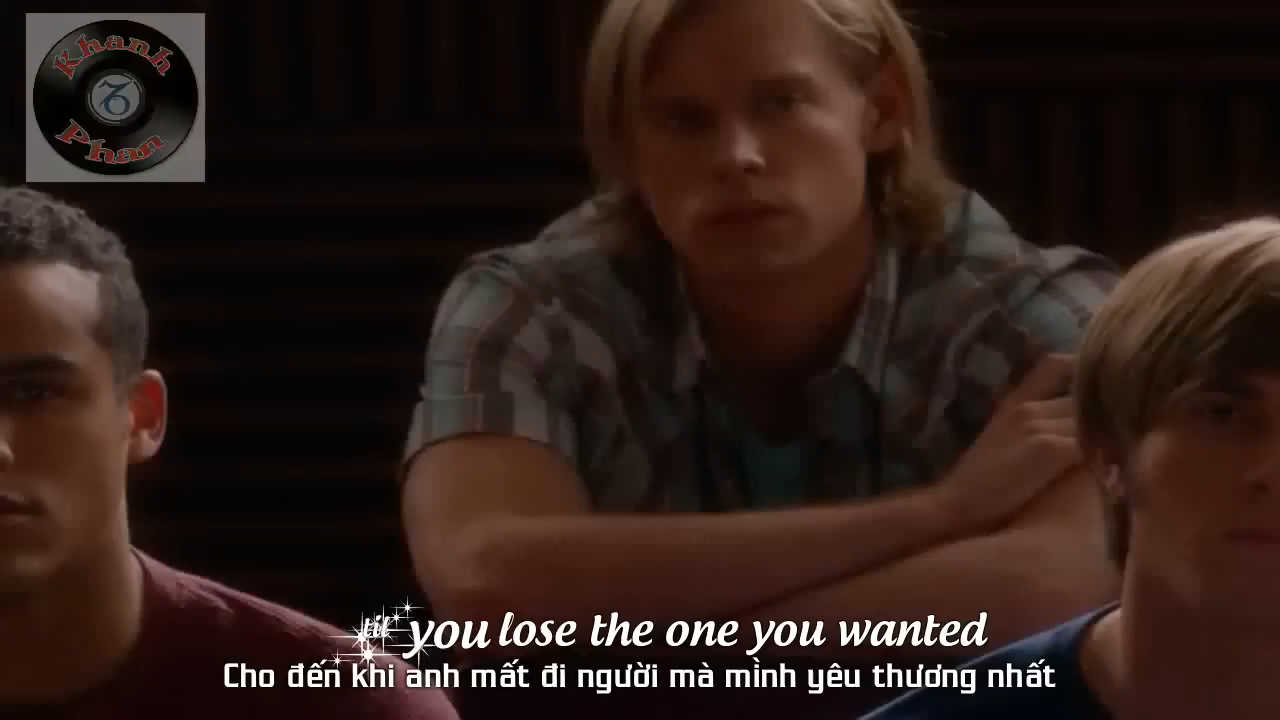 Khanh
Phan
til you lose the one you wanted
Cho đến khi anh mất đi người mà mình yêu thương nhất